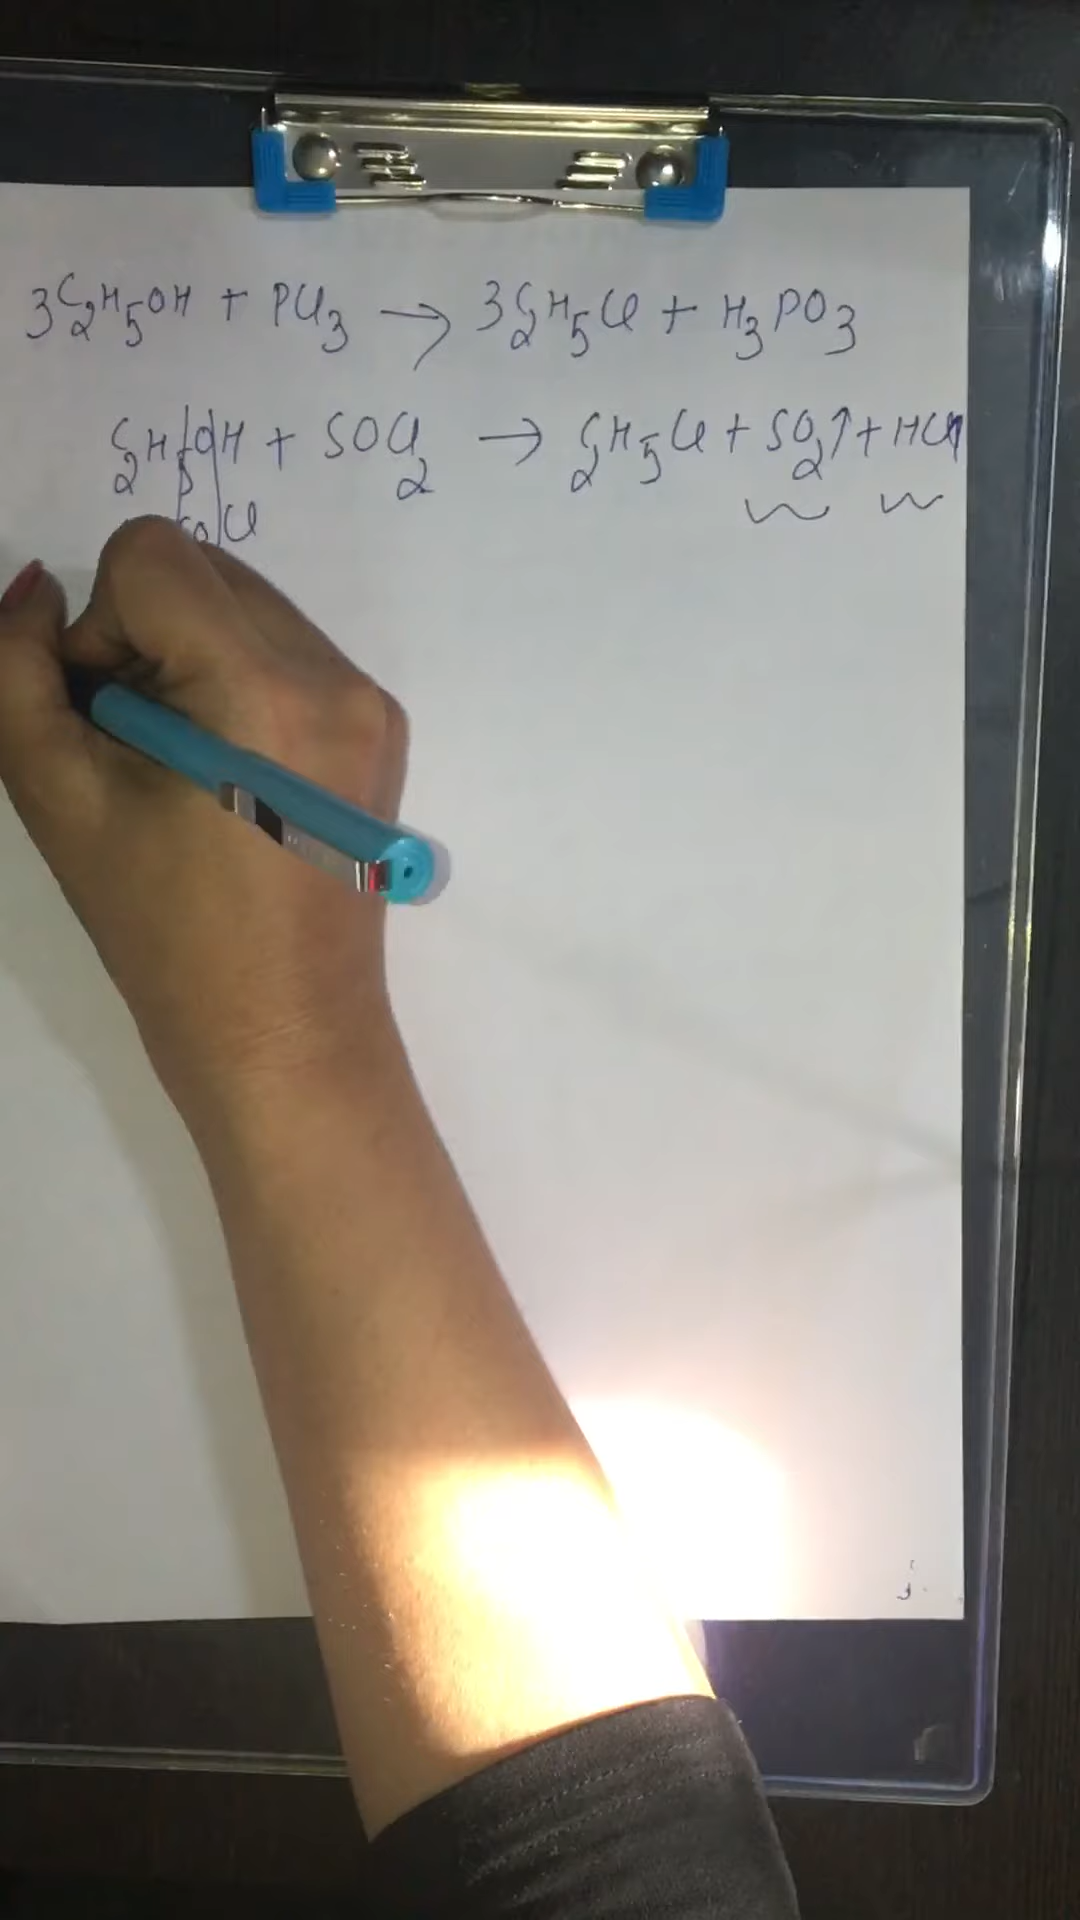 3C2H5OH + PCl3 → 3C2H5Cl + H3PO3
C2H5OH + SOCl2 → C2H5Cl + SO2↑ + HCl↑
Cl